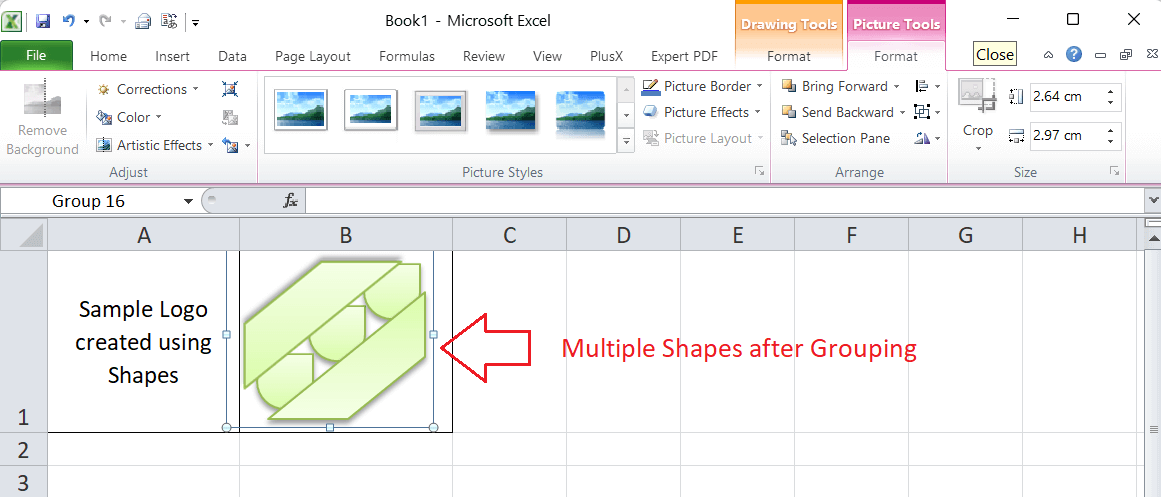 Book1 - Microsoft Excel
Drawing Tools
Picture Tools
Close
File
Home
Insert
Data
Page Layout
Formulas
Review
View
PlusX
Expert PDF
Format
Format
Remove
Background
Corrections
Color
Artistic Effects
Adjust
Picture Styles
Picture Border
Picture Effects
Picture Layout
Bring Forward
Send Backward
Selection Pane
Arrange
Crop
2.64 cm
2.97 cm
Size
Group 16
fx
A
B
C
D
E
F
G
H
1
Sample Logo
created using
Shapes
Multiple Shapes after Grouping
2
3